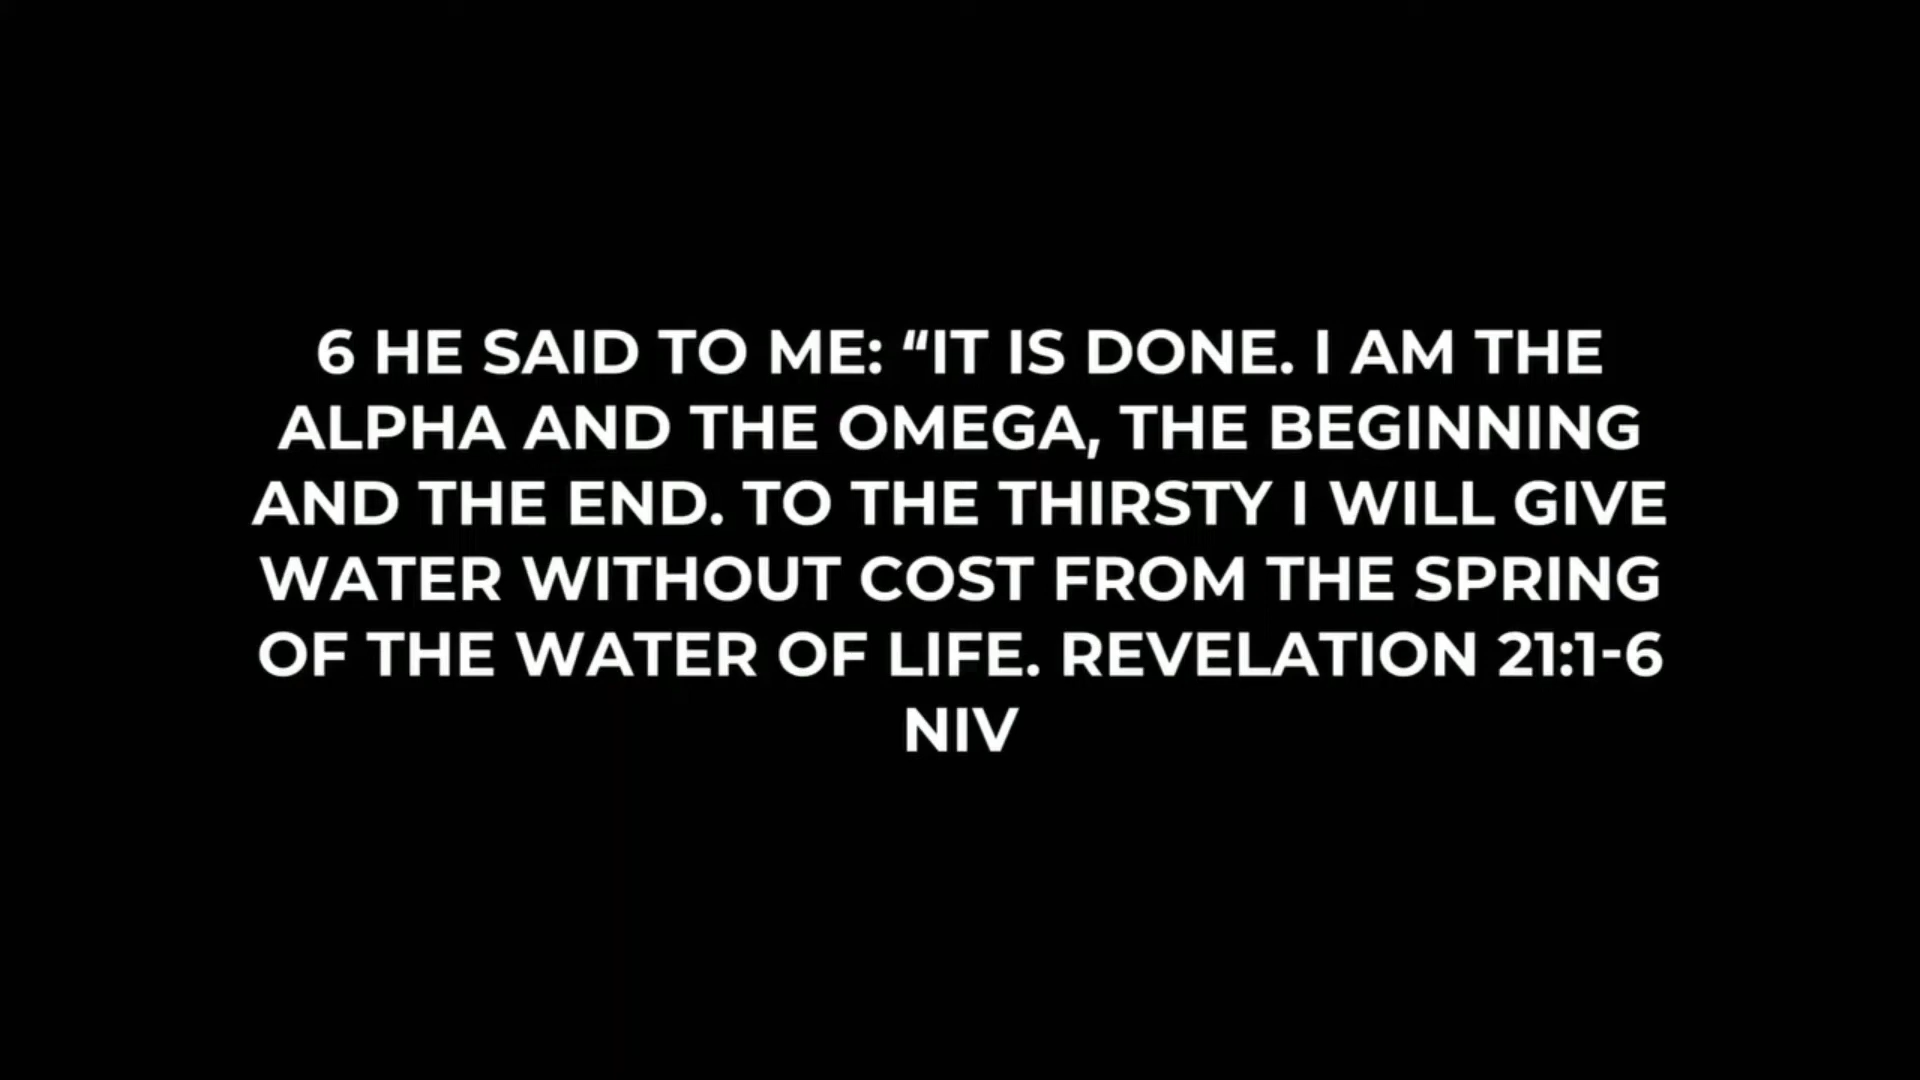 6 HE SAID TO ME: “IT IS DONE. I AM THE
ALPHA AND THE OMEGA, THE BEGINNING
AND THE END. TO THE THIRSTY I WILL GIVE
WATER WITHOUT COST FROM THE SPRING
OF THE WATER OF LIFE. REVELATION 21:1-6
NIV